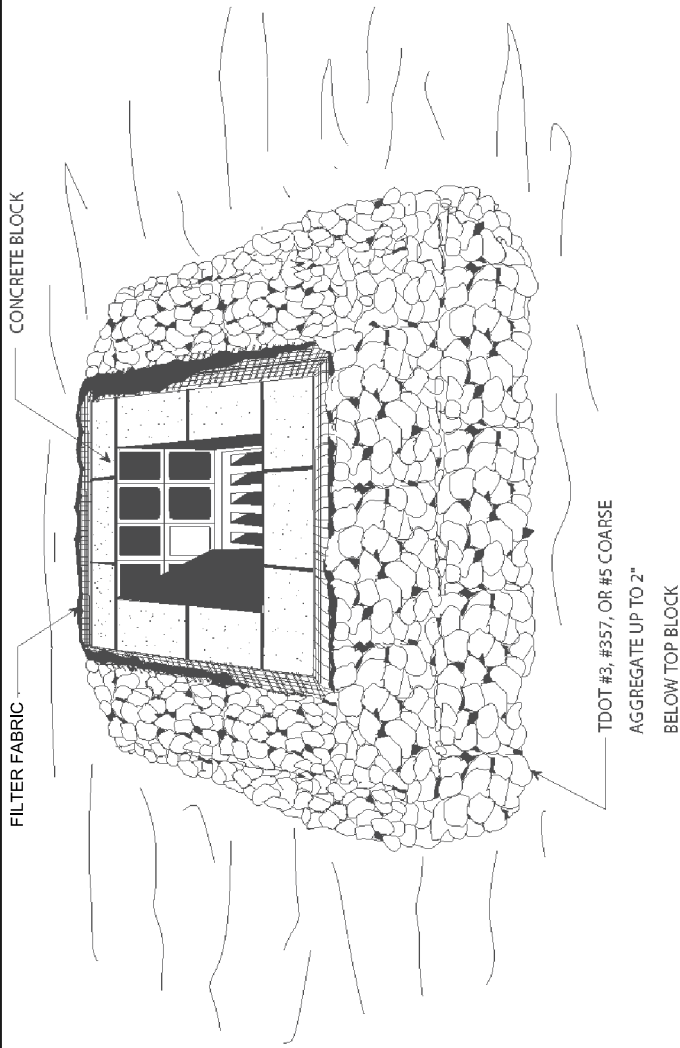 FILTER FABRIC
CONCRETE BLOCK
TDOT #3, #357, OR #5 COARSE
AGGREGATE UP TO 2"
BELOW TOP BLOCK